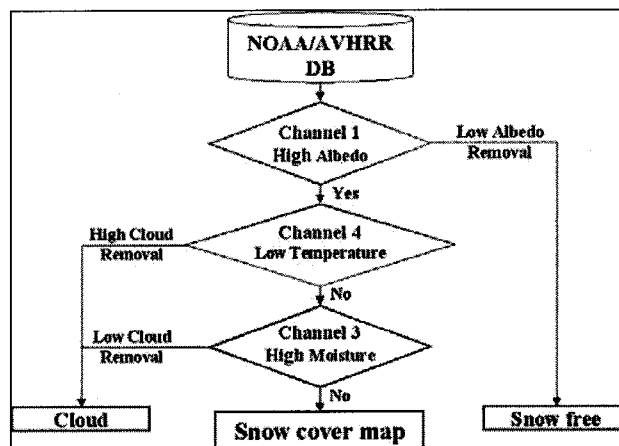 NOAA/AVHRR
DB
Channel 1
High Albedo
Low Albedo
Removal
Yes
High Cloud
Removal
Channel 4
Low Temperature
No
Low Cloud
Removal
Channel 3
High Moisture
No
Cloud
Snow cover map
Snow free